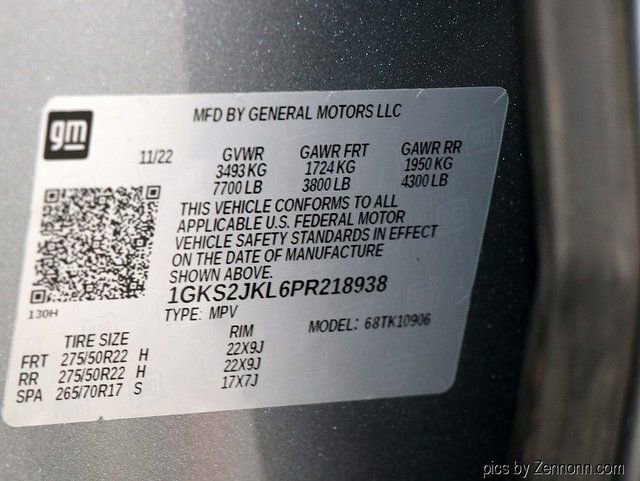 gm
MFD BY GENERAL MOTORS LLC
11/22 GVWR GAWR FRT GAWR RR
3493 KG 1724 KG 1950 KG
7700 LB 3800 LB 4300 LB
THIS VEHICLE CONFORMS TO ALL
APPLICABLE U.S. FEDERAL MOTOR
VEHICLE SAFETY STANDARDS IN EFFECT
ON THE DATE OF MANUFACTURE
SHOWN ABOVE.
1GKS2JKL6PR218938
130H
TYPE: MPV
MODEL: 68TK10906
TIRE SIZE RIM
FRT 275/50R22 H 22X9J
RR 275/50R22 H 22X9J
SPA 265/70R17 S 17X7J
pics by Zennonn.com